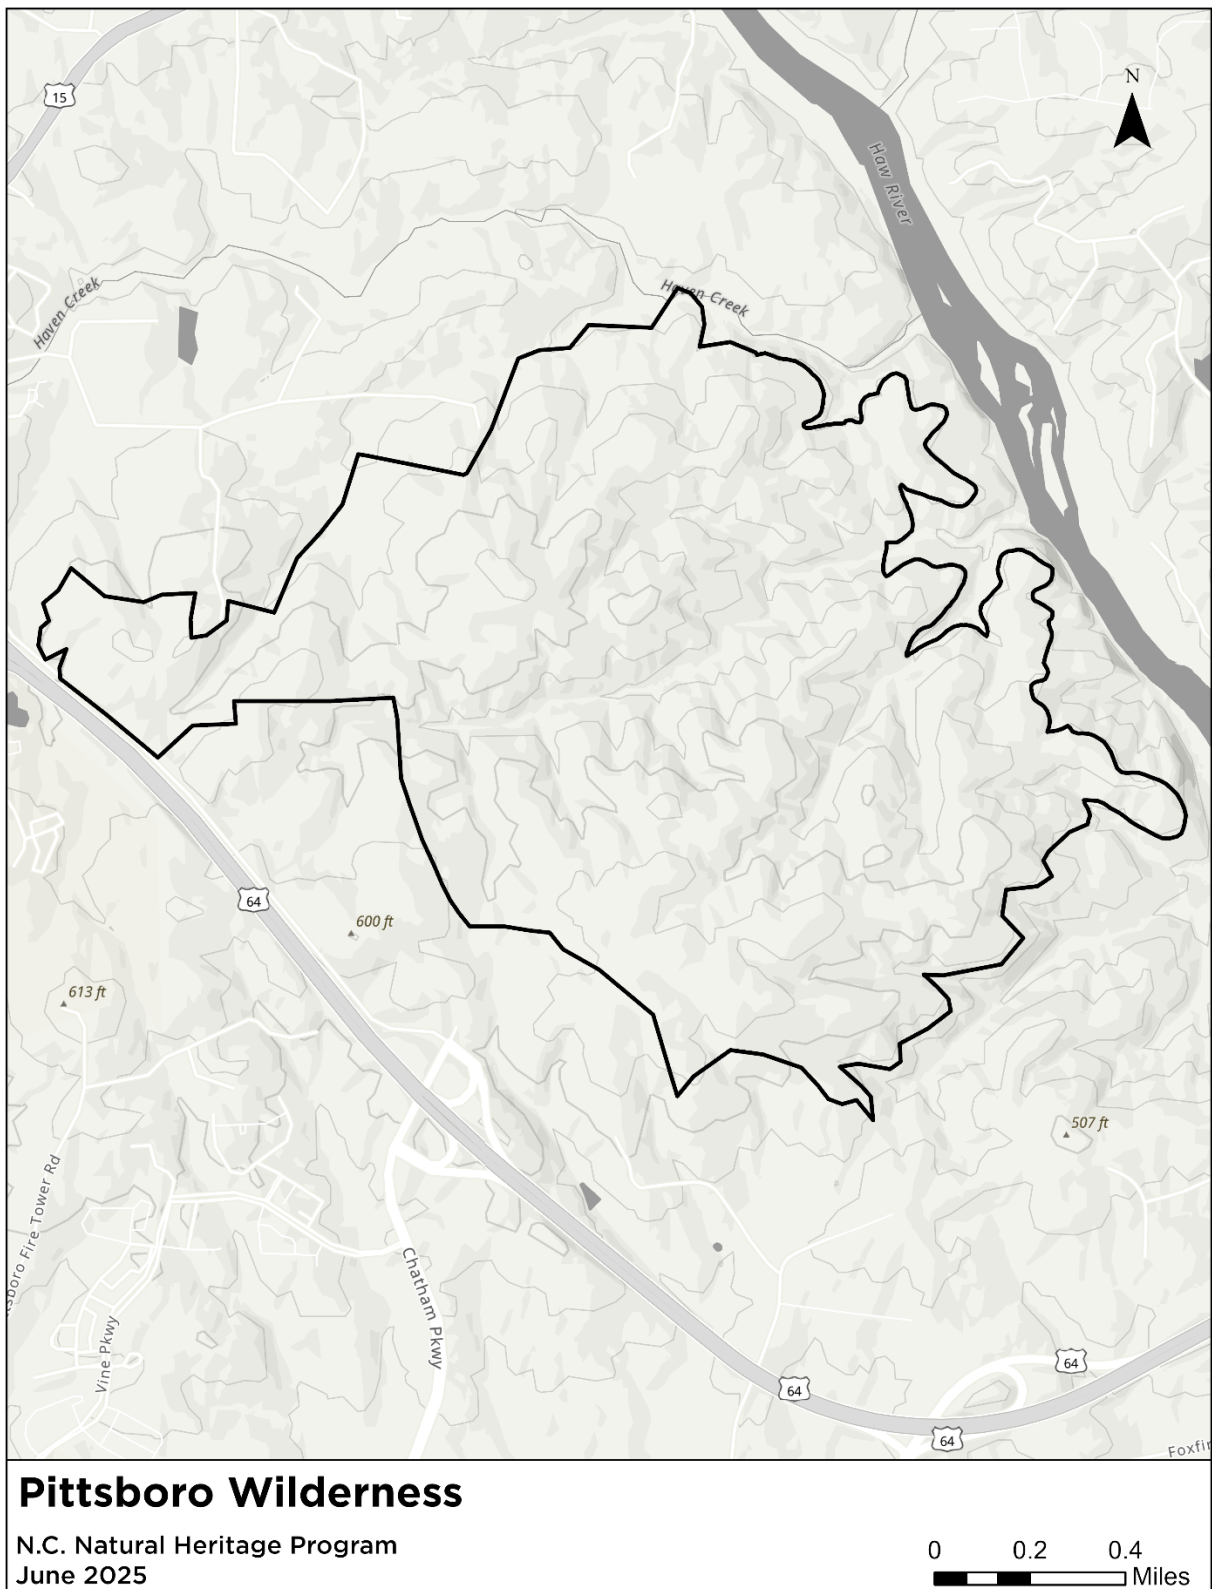 15
N
Haw River
Haven Creek
Haven Creek
64
600 ft
613 ft
507 ft
Chatham Pkwy
Fire Tower Rd
Vine Pkwy
64
64
64
Pittsboro Wilderness
N.C. Natural Heritage Program
June 2025
0 0.2 0.4
Miles